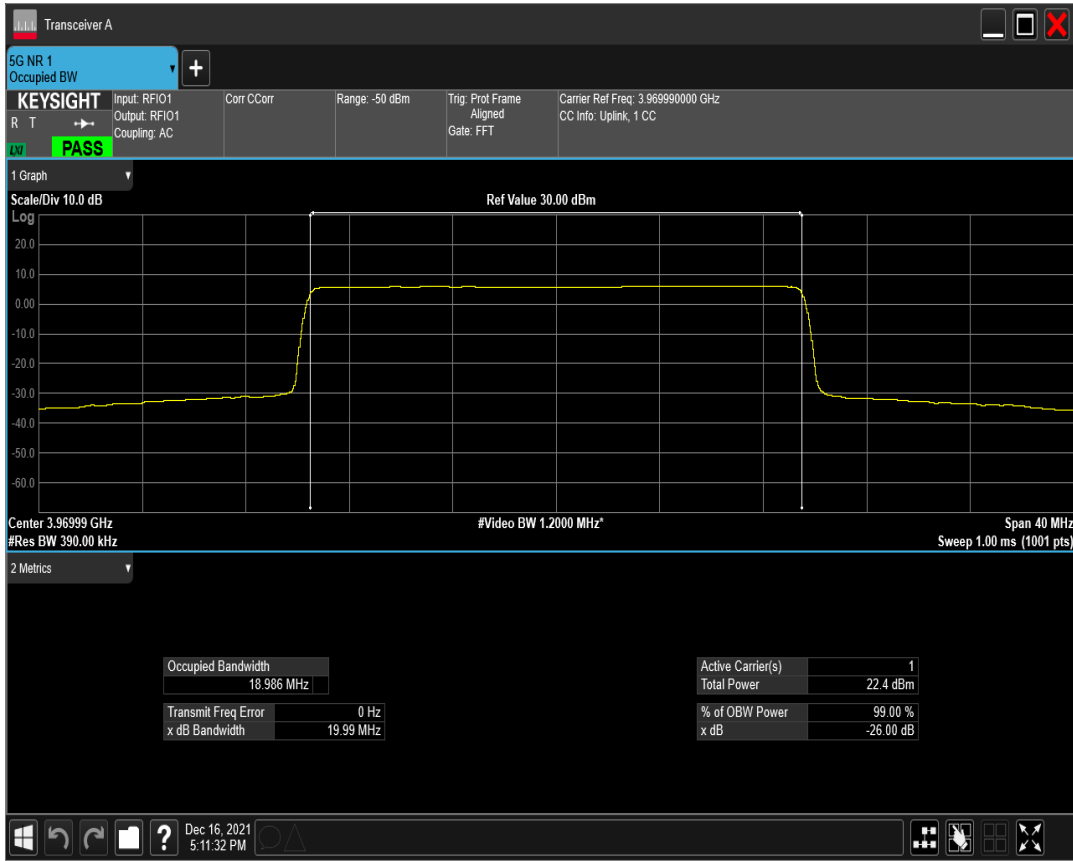 Transceiver A
5G NR 1
Occupied BW
+
KEYSIGHT
R T
LXI
PASS
Input: RFIO1
Output: RFIO1
Coupling: AC
Corr CCorr
Range: -50 dBm
Trig: Prot Frame
Aligned
Gate: FFT
Carrier Ref Freq: 3.969990000 GHz
CC Info: Uplink, 1 CC
1 Graph
Scale/Div 10.0 dB
Ref Value 30.00 dBm
Log
20.0
10.0
0.00
-10.0
-20.0
-30.0
-40.0
-50.0
-60.0
Center 3.96999 GHz
#Video BW 1.2000 MHz*
Span 40 MHz
#Res BW 390.00 kHz
Sweep 1.00 ms (1001 pts)
2 Metrics
Occupied Bandwidth
18.986 MHz
Transmit Freq Error 0 Hz
x dB Bandwidth 19.99 MHz
Active Carrier(s) 1
Total Power 22.4 dBm
% of OBW Power 99.00 %
x dB -26.00 dB
?
Dec 16, 2021
5:11:32 PM